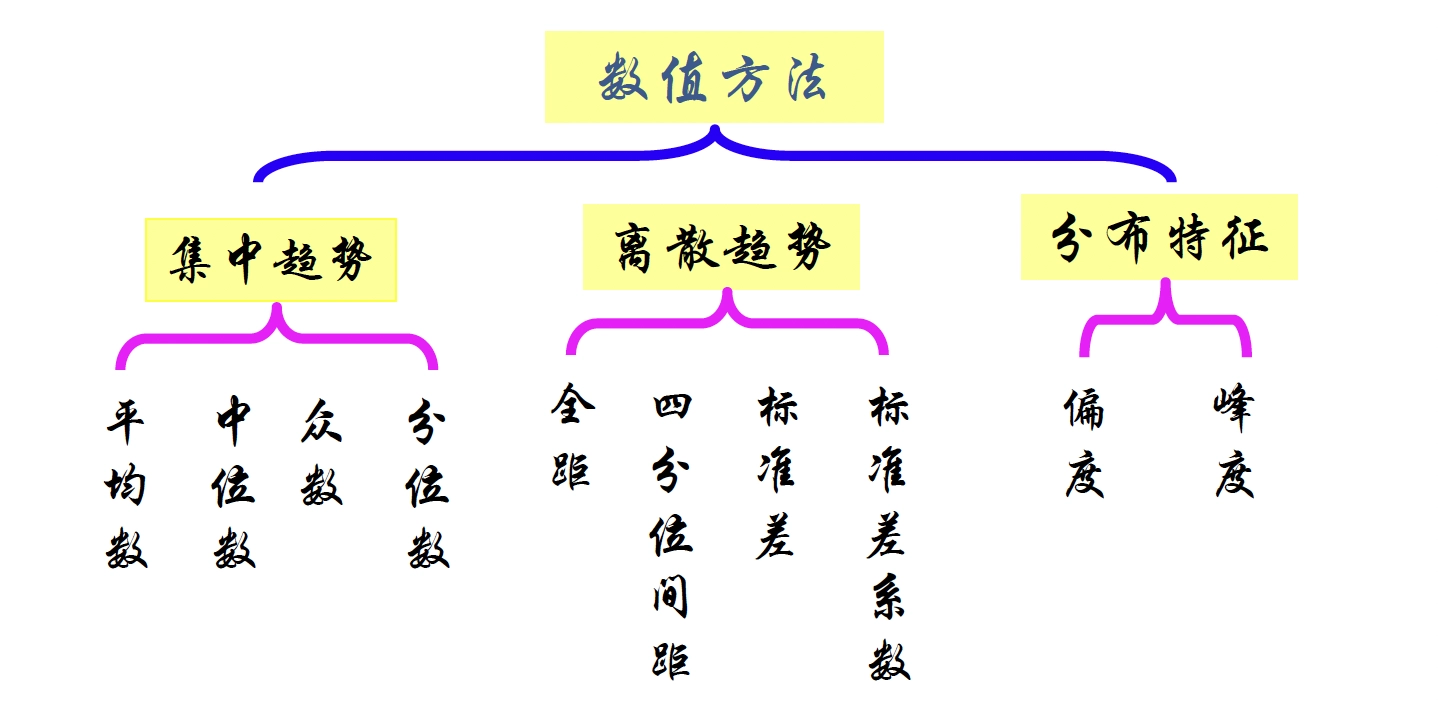 数值方法
集中趋势
离散趋势
分布特征
平均数
中位数
众数
分位数
全距
四分位间距
标准差
标准差系数
偏度
峰度